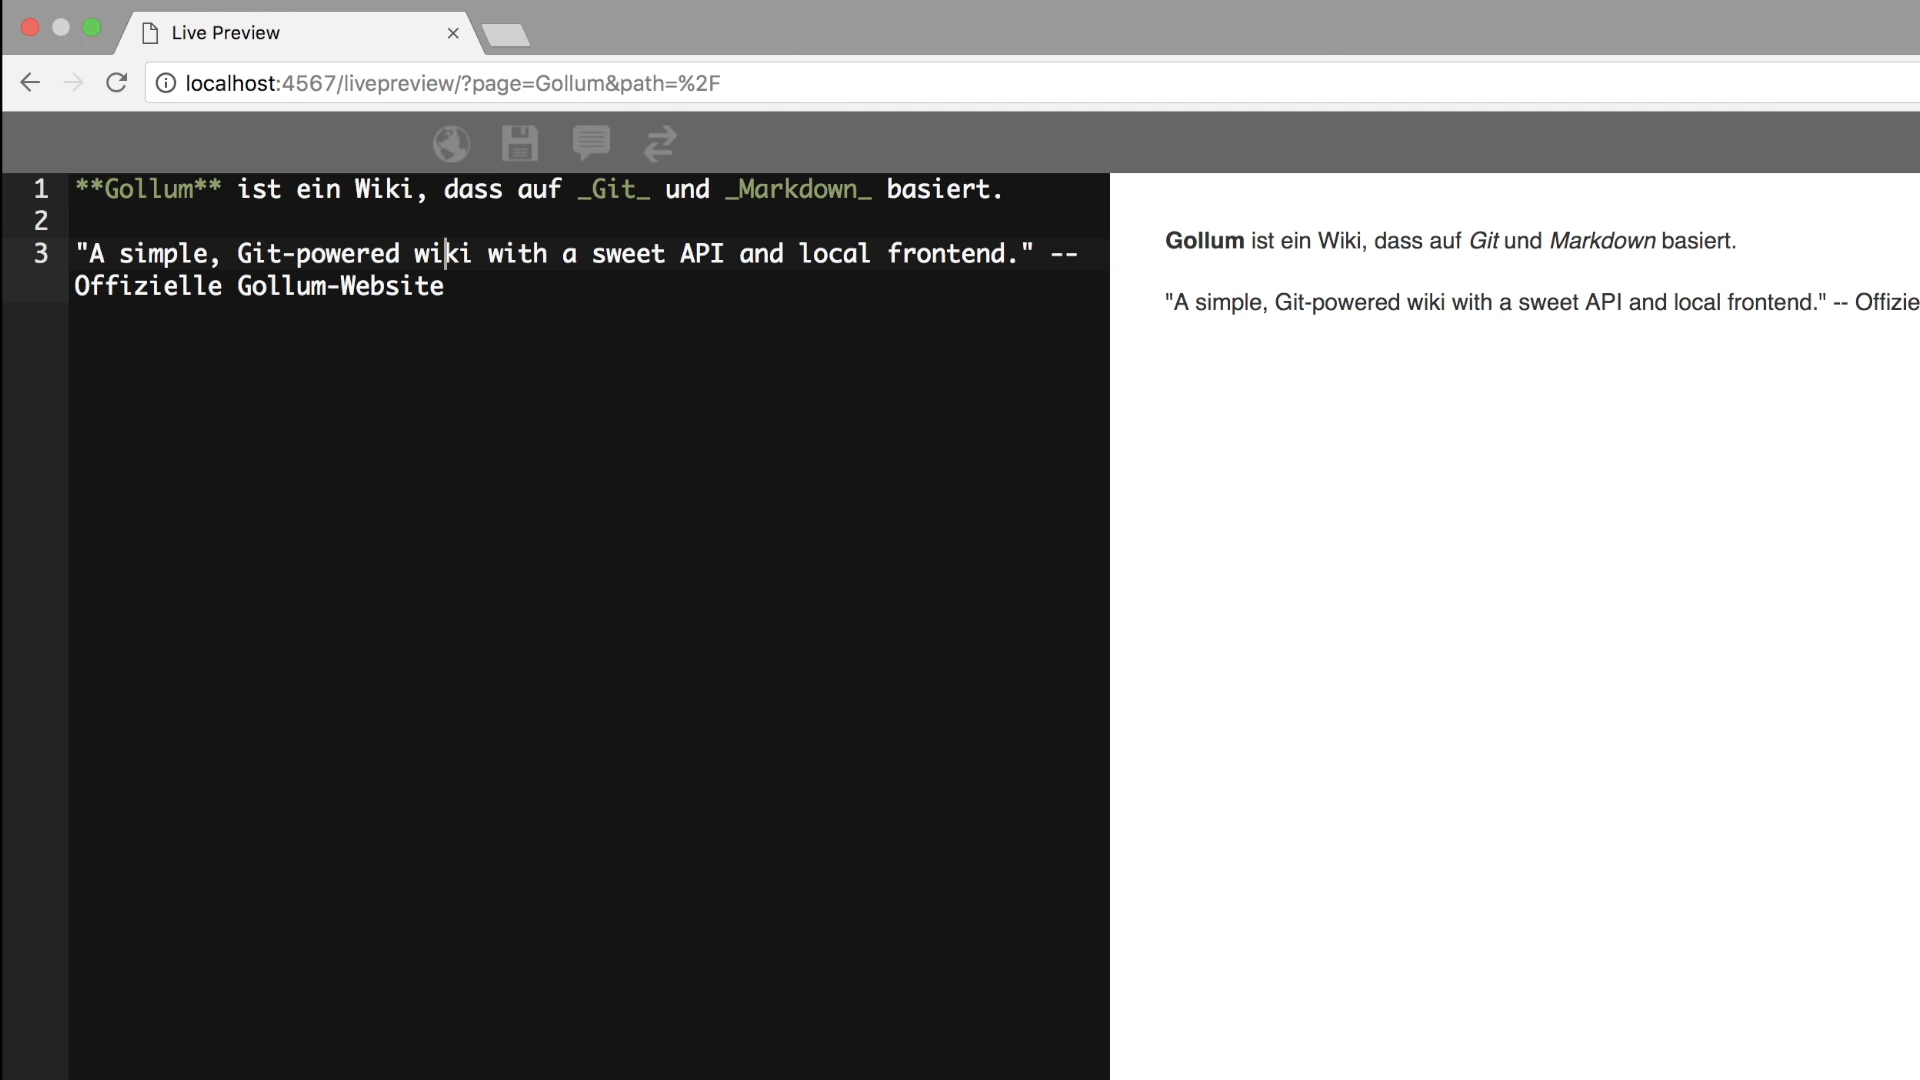 Live Preview
localhost:4567/livepreview/?page=Gollum&path=%2F
1 **Gollum** ist ein Wiki, dass auf _Git_ und _Markdown_ basiert.
2
3 "A simple, Git-powered wiki with a sweet API and local frontend." --
Offizielle Gollum-Website
Gollum ist ein Wiki, dass auf Git und Markdown basiert.
"A simple, Git-powered wiki with a sweet API and local frontend." -- Offizie